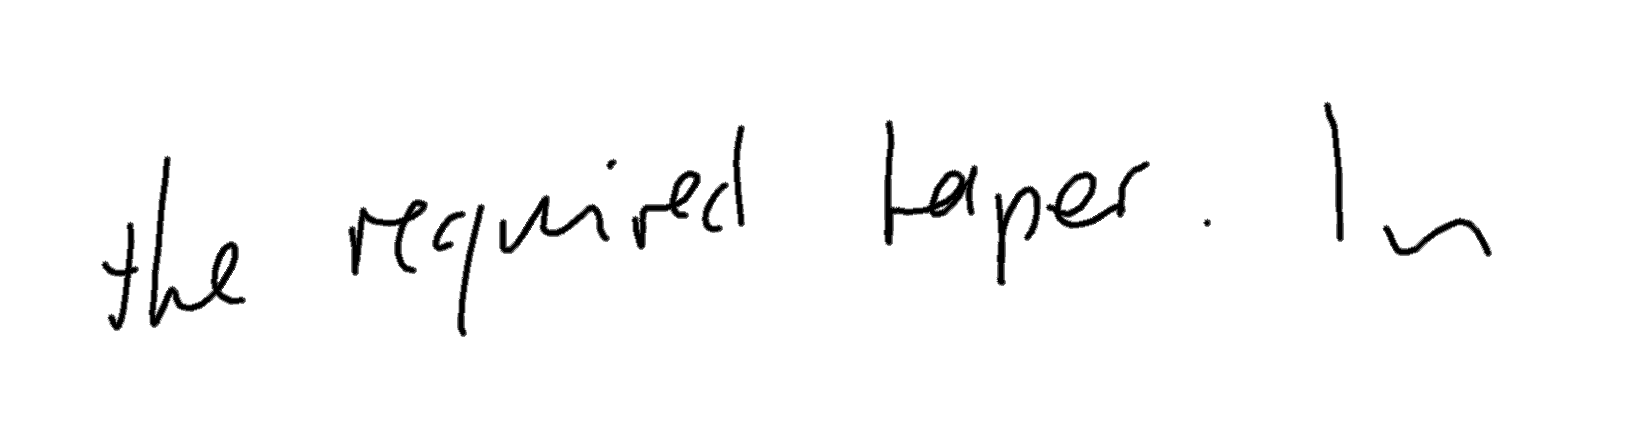 the required taper. In